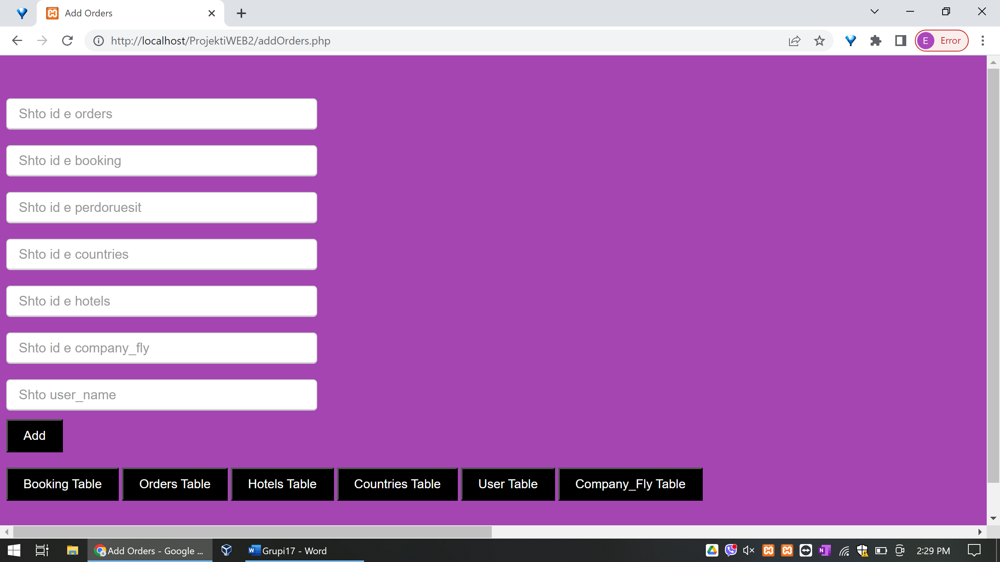 Add Orders
http://localhost/ProjektiWEB2/addOrders.php
E Error
Shto id e orders
Shto id e booking
Shto id e perdoruesit
Shto id e countries
Shto id e hotels
Shto id e company_fly
Shto user_name
Add
Booking Table Orders Table Hotels Table Countries Table User Table Company_Fly Table
Add Orders - Google ... Grupi17 - Word 2:29 PM